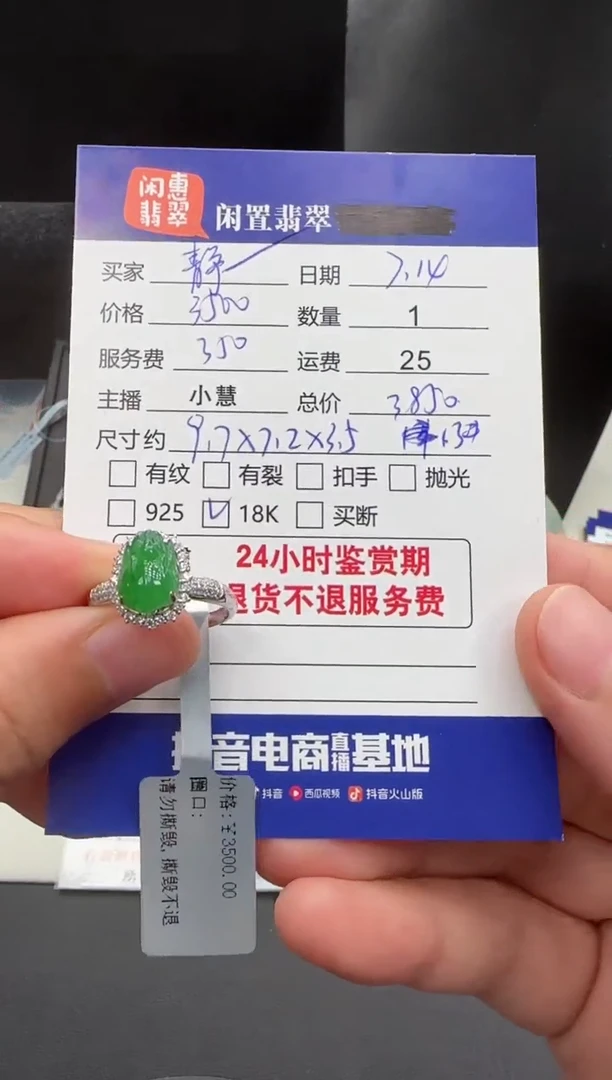 闲惠
翡翠
闲置翡翠
买家 静 日期 7.14
价格 3500 数量 1
服务费 350 运费 25
主播 小慧 总价 3850
尺寸约 9.7×7.2×3.5
有纹 有裂 扣手 抛光
925 18K 买断
24小时鉴赏期
退货不退服务费
抖音电商直播基地
抖音 西瓜视频 抖音火山版
价格:¥3500.00
圈口:
请勿撕毁,撕毁不退